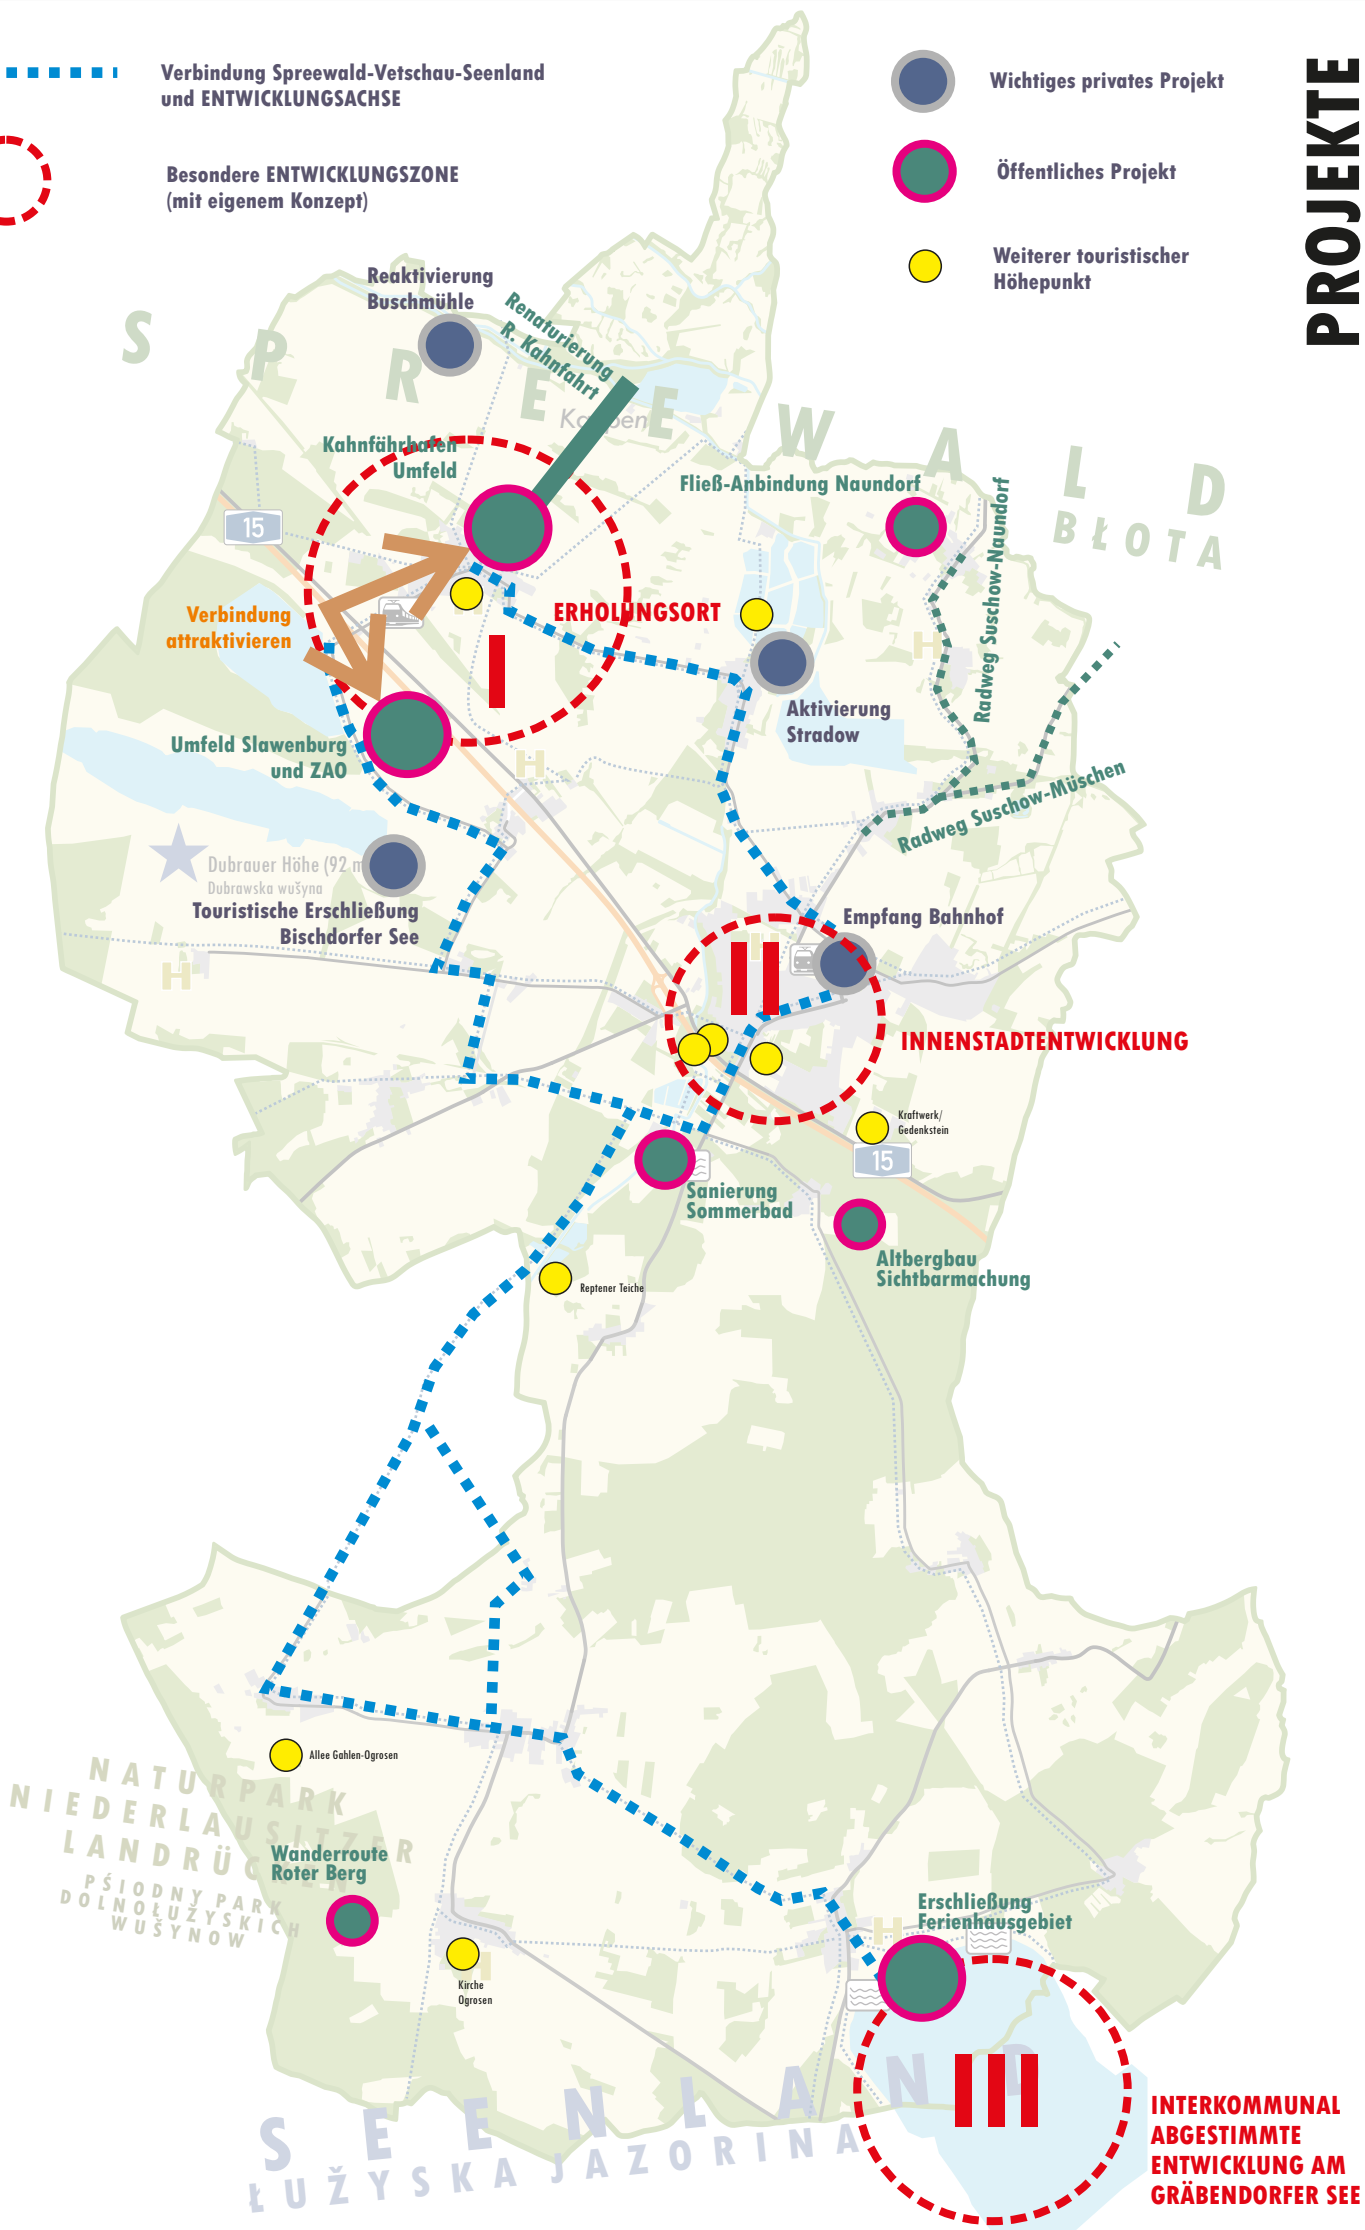 Verbindung Spreewald-Vetschau-Seenland
und ENTWICKLUNGSACHSE
Besondere ENTWICKLUNGSZONE
(mit eigenem Konzept)
Wichtiges privates Projekt
Öffentliches Projekt
Weiterer touristischer
Höhepunkt
PROJEKTE
SPREEWALD
BŁOTA
Reaktivierung
Buschmühle
Renaturierung
R. Kahnfahrt
Kahnfährhafen
Umfeld
Fließ-Anbindung Naundorf
Radweg Suschow-Naundorf
15
Verbindung
attraktivieren
ERHOLUNGSORT
I
H
Aktivierung
Stradow
Umfeld Slawenburg
und ZAO
H
Radweg Suschow-Müschen
Dubrauer Höhe (92 m
Dubrawska wušyna
Touristische Erschließung
Bischdorfer See
Empfang Bahnhof
H
II
INNENSTADTENTWICKLUNG
Kraftwerk/
Gedenkstein
15
Sanierung
Sommerbad
Altbergbau
Sichtbarmachung
Reptener Teiche
Allee Gahlen-Ogrosen
NATURPARK
NIEDERLAUSITZER
LANDRÜCKEN
PŚIODNY PARK
DOLNOŁUŽYSKICH
WUŠYNOW
Wanderroute
Roter Berg
Kirche
Ogrosen
Erschließung
Ferienhausgebiet
H
III
SEENLAND
ŁUŽYSKA JAZORINA
INTERKOMMUNAL
ABGESTIMMTE
ENTWICKLUNG AM
GRÄBENDORFER SEE